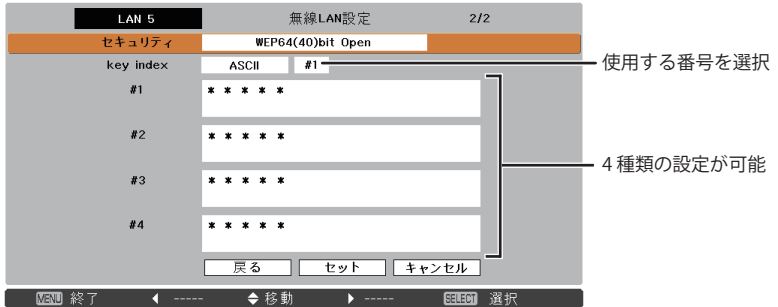 LAN 5 無線LAN設定 2/2
セキュリティ WEP64(40)bit Open
key index ASCII #1 使用する番号を選択
#1 * * * * *
#2 * * * * *
4種類の設定が可能
#3 * * * * *
#4 * * * * *
戻る セット キャンセル
MENU 終了 ◀ ----- ◆ 移動 ▶ ----- SELECT 選択